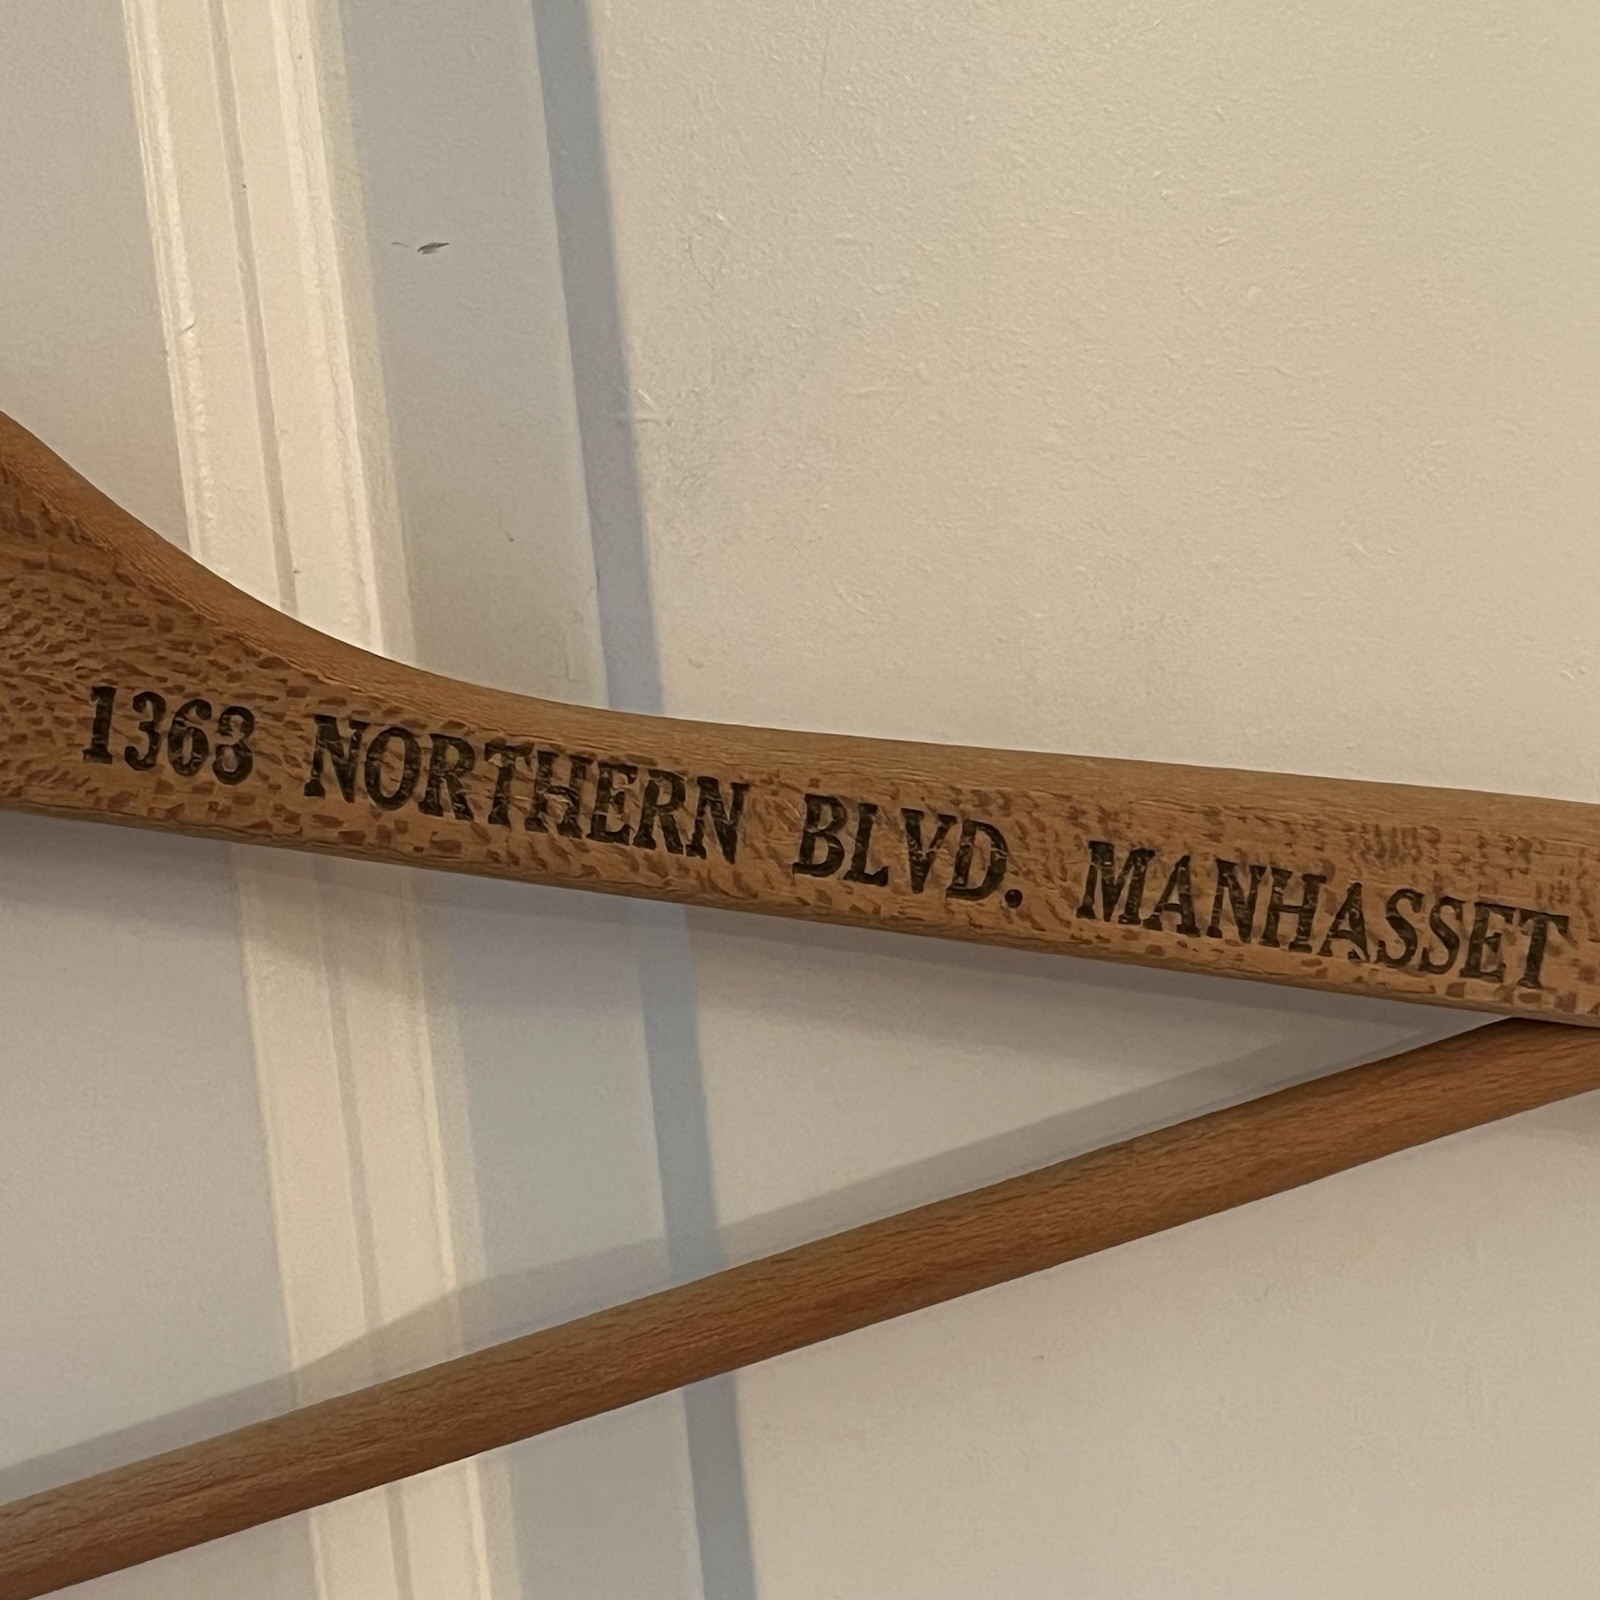 1363 NORTHERN BLVD. MANHASSET